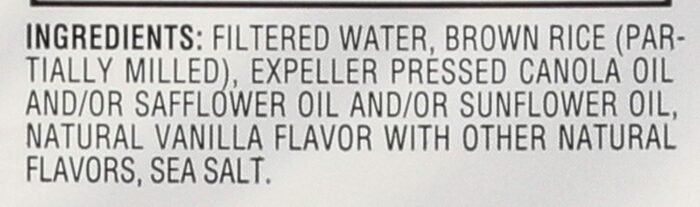 INGREDIENTS: FILTERED WATER, BROWN RICE (PAR-
TIALLY MILLED), EXPELLER PRESSED CANOLA OIL
AND/OR SAFFLOWER OIL AND/OR SUNFLOWER OIL,
NATURAL VANILLA FLAVOR WITH OTHER NATURAL
FLAVORS, SEA SALT.